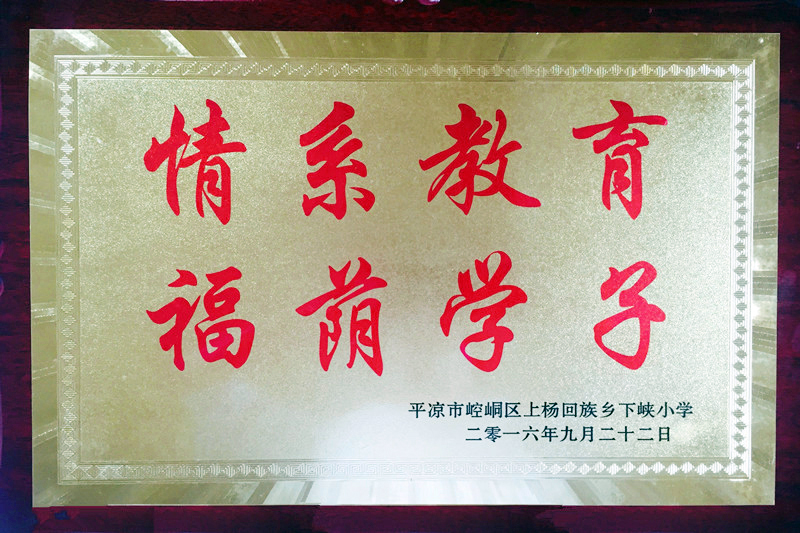 情系教育
福荫学子
平凉市崆峒区上杨回族乡下峡小学
二零一六年九月二十二日